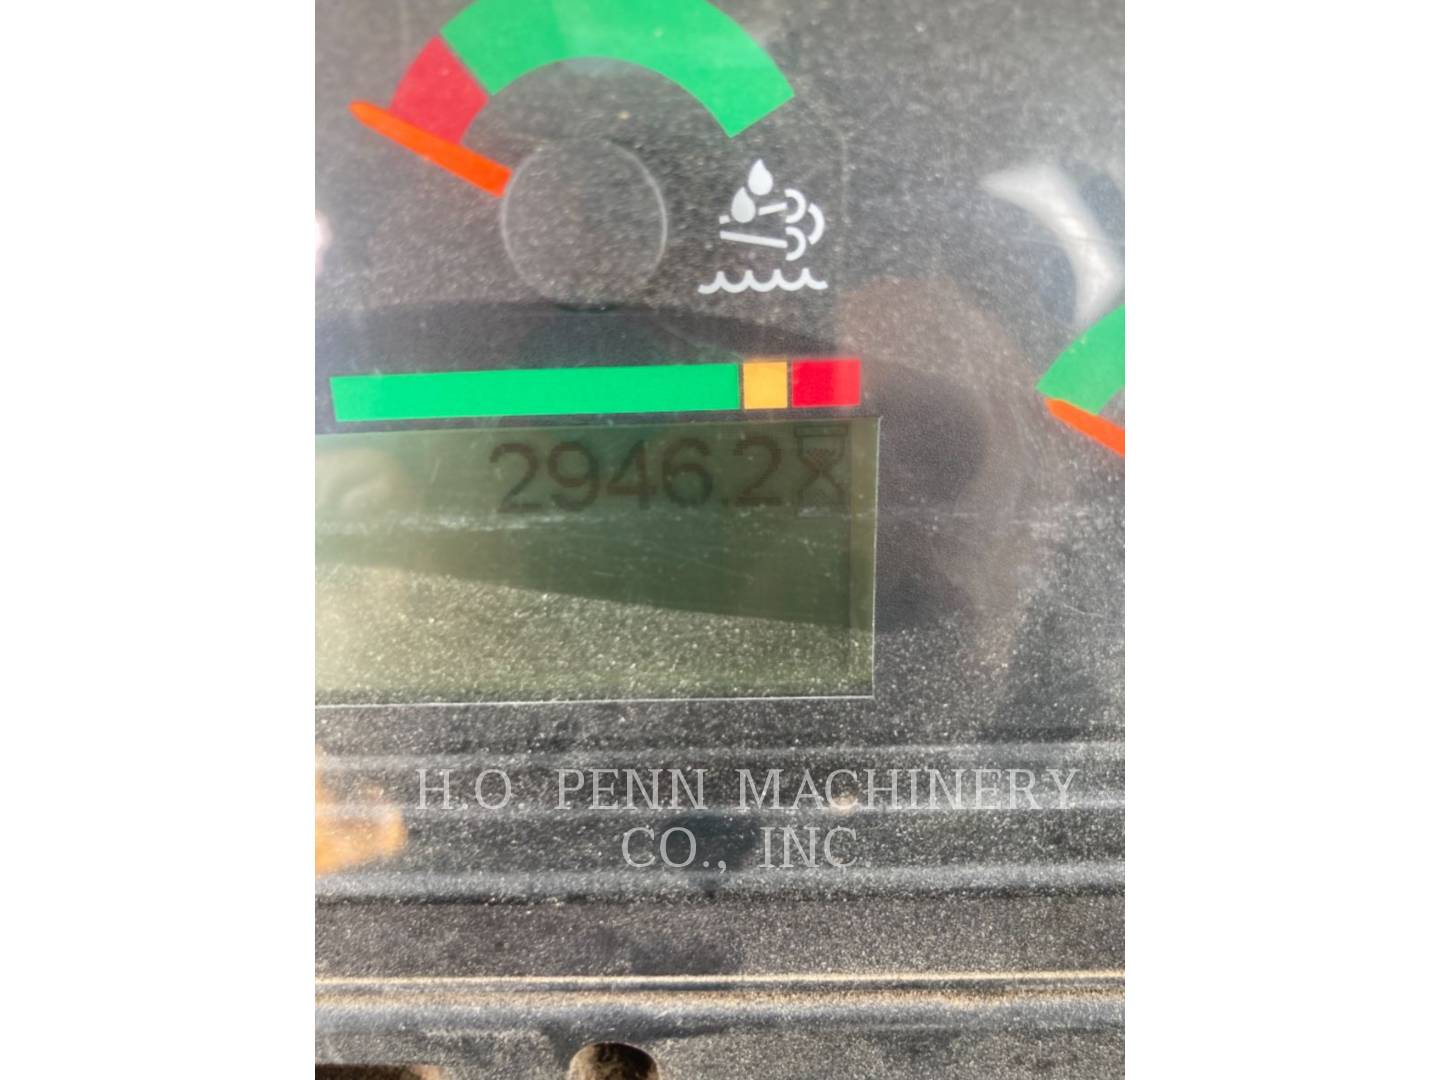 2946.2
H.O. PENN MACHINERY
CO., INC